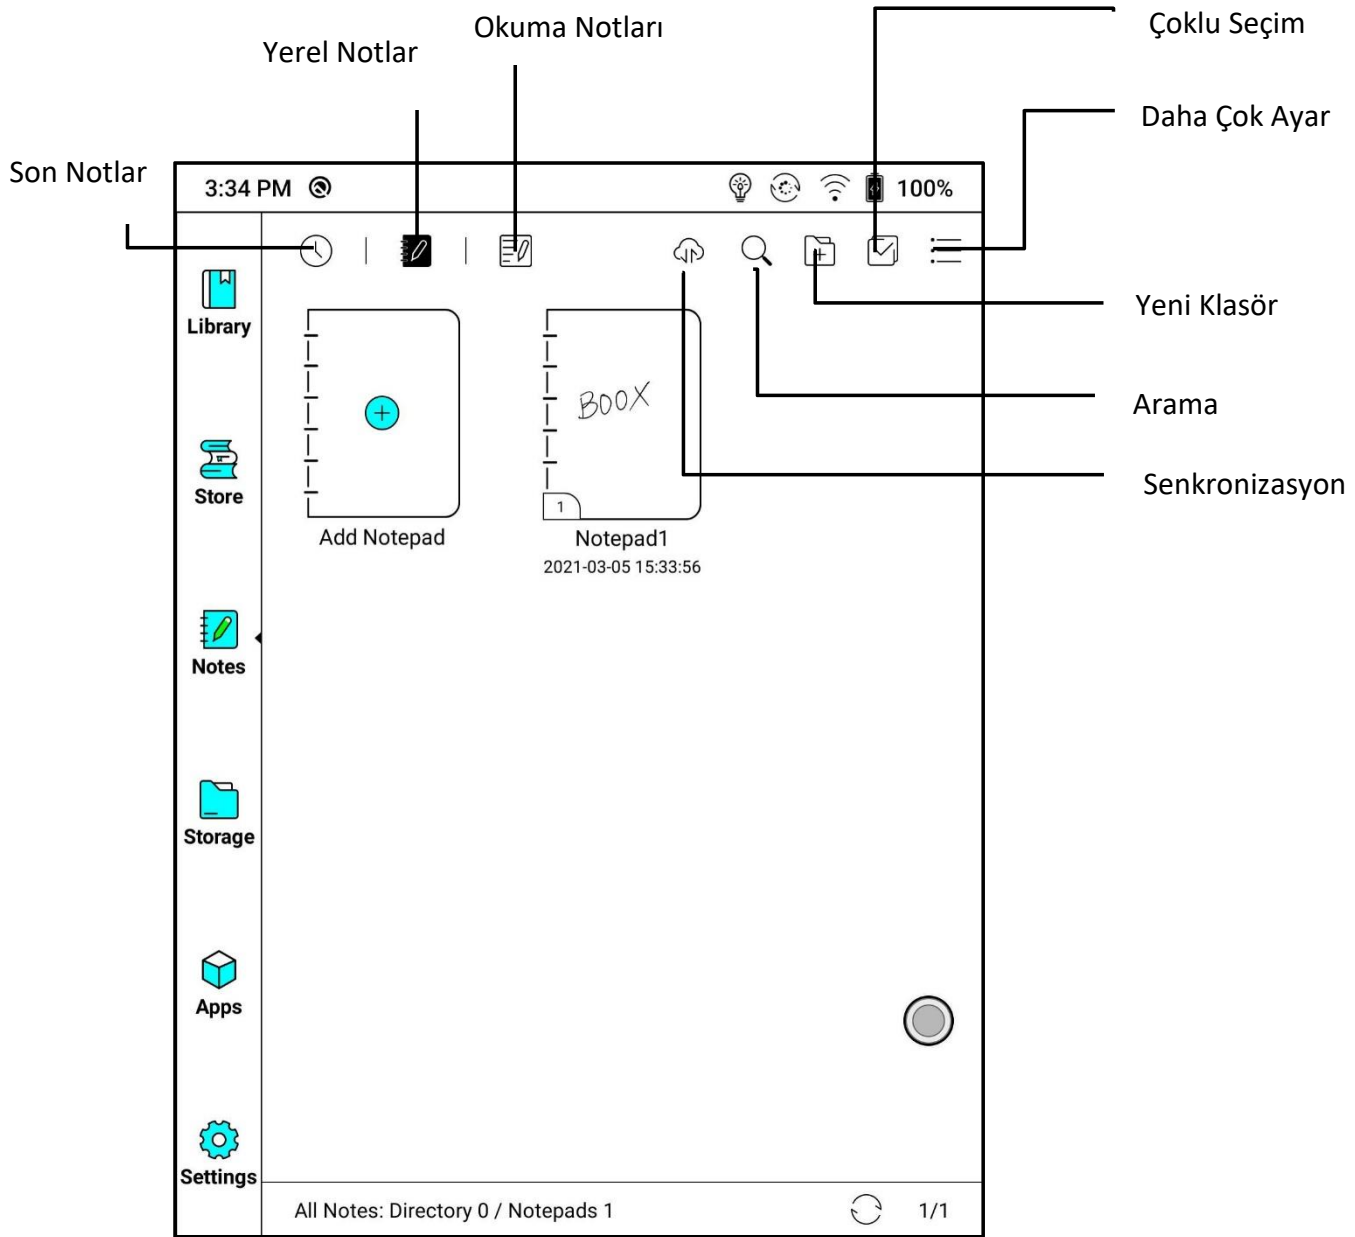 Okuma Notları
Çoklu Seçim
Yerel Notlar
Daha Çok Ayar
Son Notlar
3:34 PM
100%
Library
Yeni Klasör
BOOX
Arama
Store
Senkronizasyon
1
Add Notepad
Notepad1
2021-03-05 15:33:56
Notes
Storage
Apps
Settings
All Notes: Directory 0 / Notepads 1
1/1